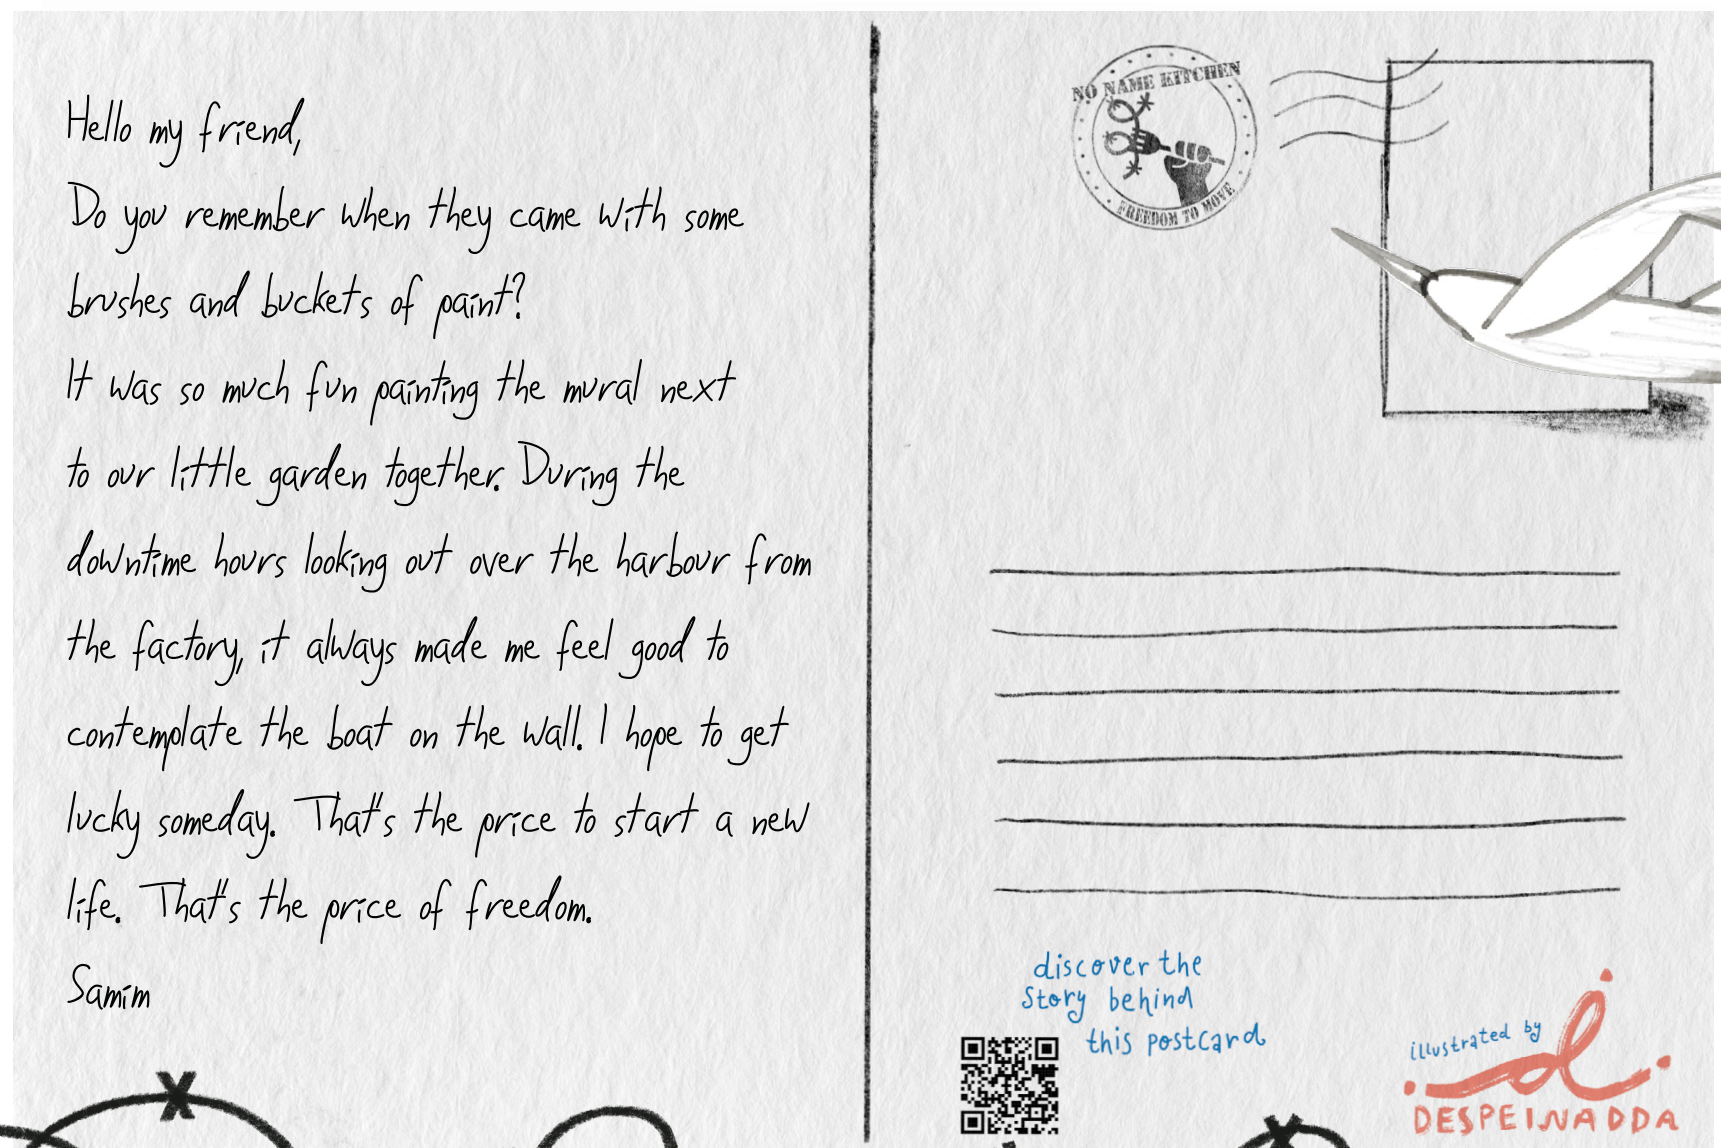 Hello my friend,
Do you remember when they came with some
brushes and buckets of paint?
It was so much fun painting the mural next
to our little garden together. During the
downtime hours looking out over the harbour from
the factory, it always made me feel good to
contemplate the boat on the wall. I hope to get
lucky someday. That's the price to start a new
life. That's the price of freedom.
Samim
NO NAME KITCHEN
FREEDOM TO MOVE
discover the
story behind
this postcard
illustrated by
d
DESPEINADDA